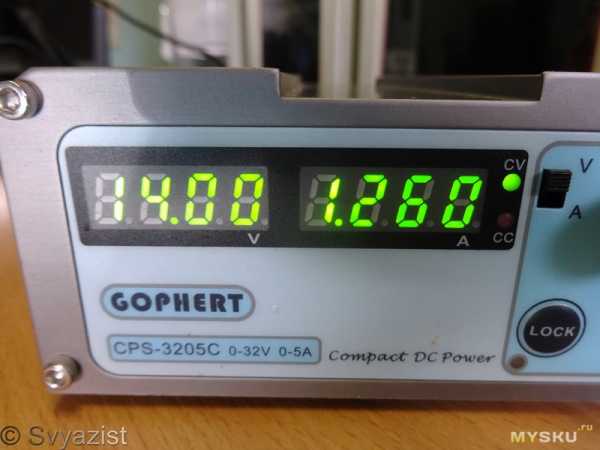 14.00 1.260
CV
V A CC
V
A
GOPHERT
LOCK
CPS-3205C 0-32V 0-5A Compact DC Power
© Svyazist
MYSKU.ru